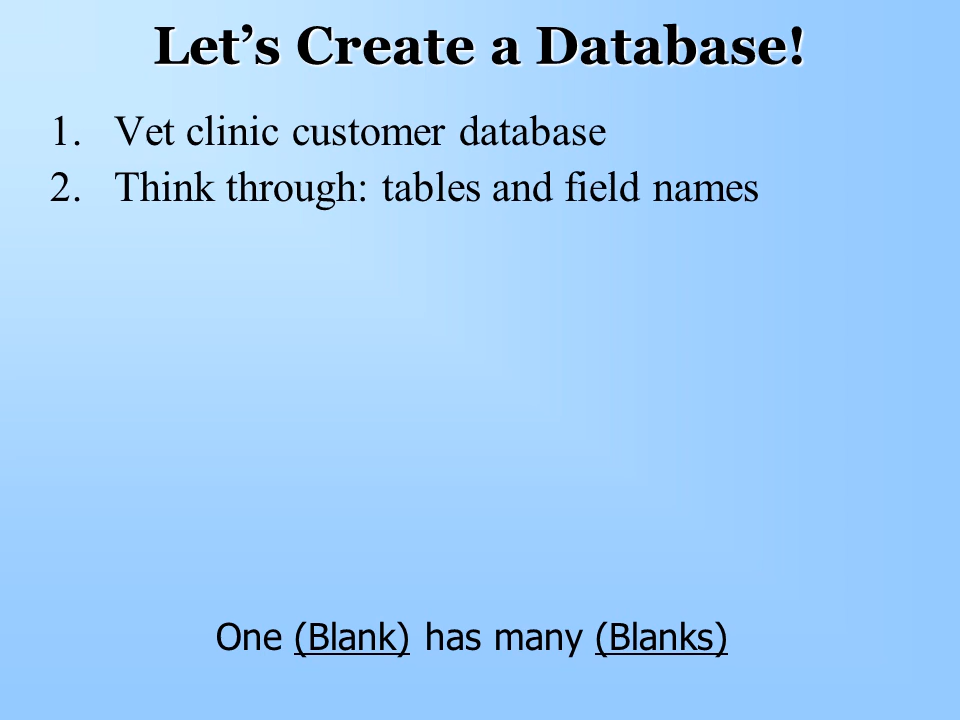 Let’s Create a Database!
1. Vet clinic customer database
2. Think through: tables and field names
One (Blank) has many (Blanks)